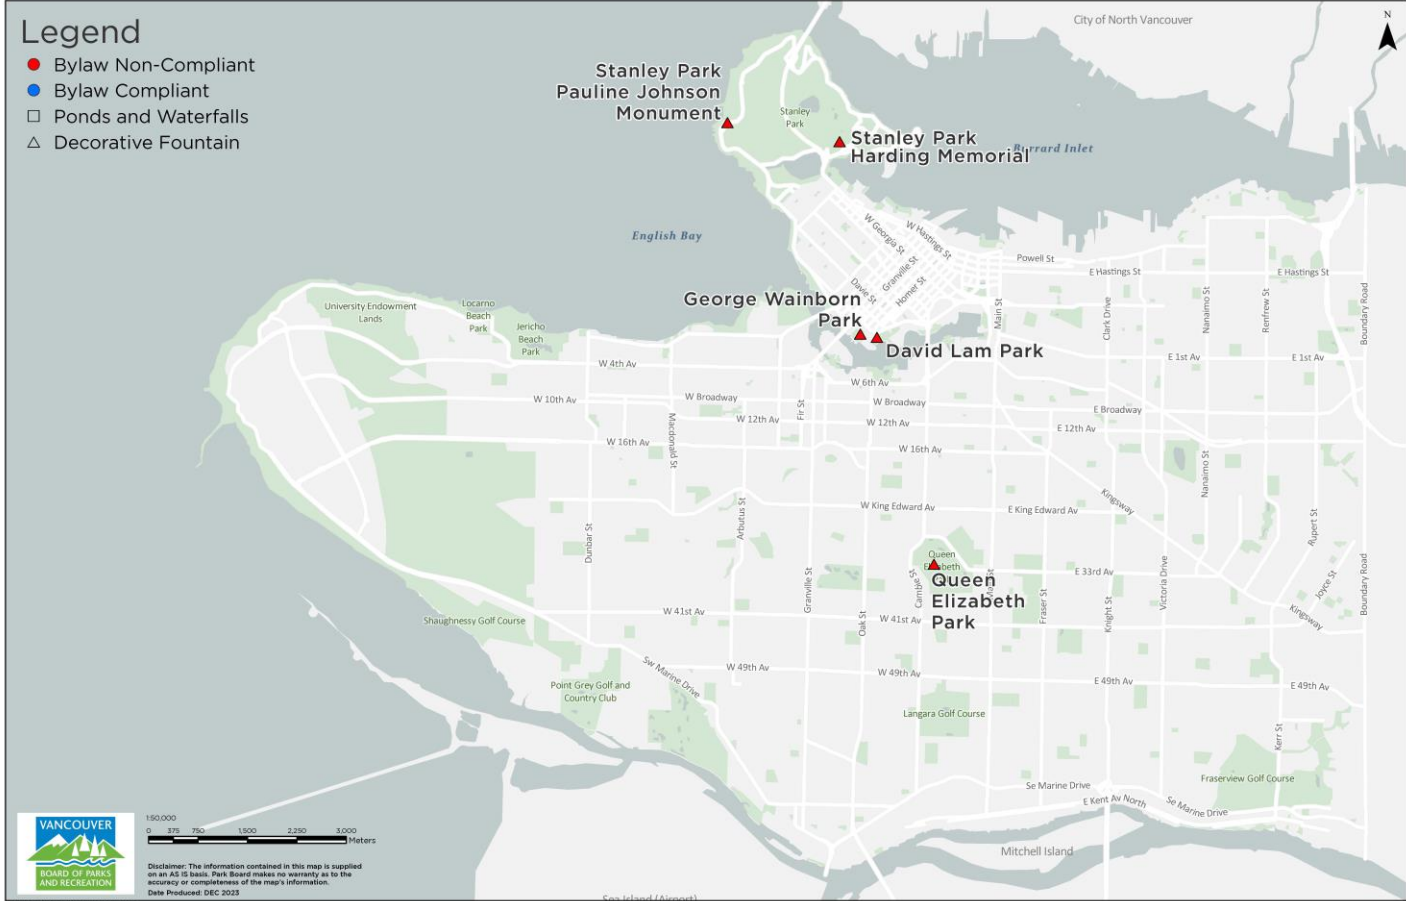 Legend
Bylaw Non-Compliant
Bylaw Compliant
Ponds and Waterfalls
Decorative Fountain
N
City of North Vancouver
Stanley Park
Pauline Johnson
Monument
Stanley
Park
Stanley Park
Harding Memorial
Burrard Inlet
English Bay
W Georgia St
W Hastings St
Granville St
Homer St
Davie St
Powell St
E Hastings St
E Hastings St
Main St
Clark Drive
Nanaimo St
Renfrew St
Boundary Road
University Endowment
Lands
Locarno
Beach
Park
Jericho
Beach
Park
George Wainborn
Park
David Lam Park
W 4th Av
E 1st Av
E 1st Av
W 6th Av
W 10th Av
W Broadway
W Broadway
E Broadway
Macdonald St
Fir St
W 12th Av
W 12th Av
E 12th Av
W 16th Av
W 16th Av
Nanaimo St
Kingsway
Arbutus St
W King Edward Av
E King Edward Av
Dunbar St
Rupert St
Queen
Elizabeth
Queen
Elizabeth
Park
Granville St
Cambie St
E 33rd Av
Victoria Drive
Joyce St
Boundary Road
Shaughnessy Golf Course
W 41st Av
Oak St
W 41st Av
Fraser St
Knight St
Kingsway
Sw Marine Drive
W 49th Av
W 49th Av
E 49th Av
E 49th Av
Point Grey Golf and
Country Club
Langara Golf Course
Kerr St
Fraserview Golf Course
Se Marine Drive
E Kent Av North
Se Marine Drive
Mitchell Island
Sea Island (Airport)
VANCOUVER
BOARD OF PARKS
AND RECREATION
1:50,000
0 375 750 1,500 2,250 3,000
Meters
Disclaimer: The information contained in this map is supplied
on an AS IS basis. Park Board makes no warranty as to the
accuracy or completeness of the map's information.
Date Produced: DEC 2023